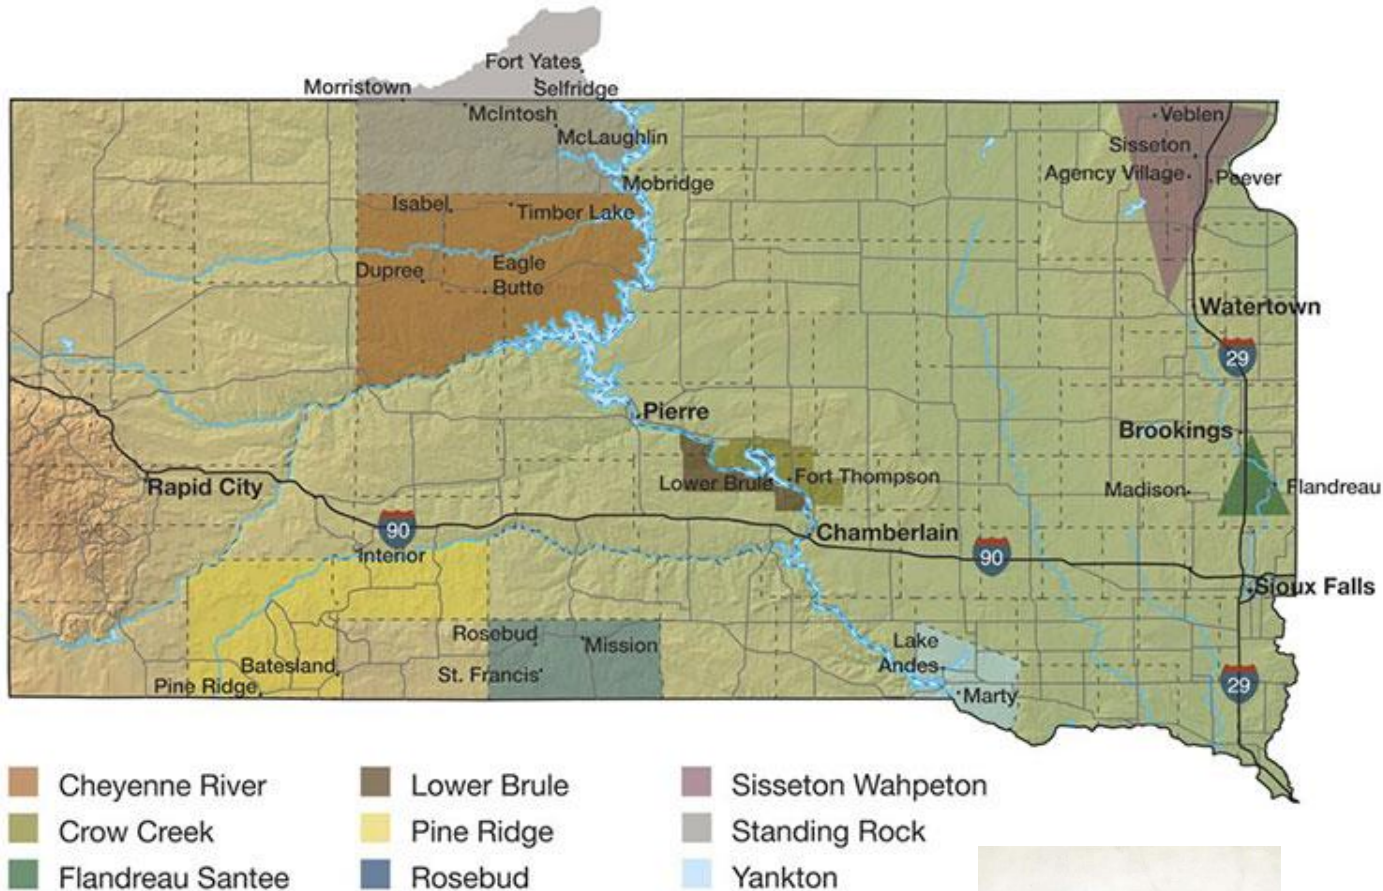 Fort Yates
Morristown
Selfridge
McIntosh
McLaughlin
Veblen
Sisseton
Agency Village
Peever
Mobridge
Isabel
Timber Lake
Dupree
Eagle
Butte
Watertown
29
Pierre
Brookings
Rapid City
Lower Brule
Fort Thompson
Madison
Flandreau
90
Interior
Chamberlain
90
Sioux Falls
Rosebud
Mission
St. Francis
Batesland
Pine Ridge
Lake
Andes
Marty
29
Cheyenne River
Crow Creek
Flandreau Santee
Lower Brule
Pine Ridge
Rosebud
Sisseton Wahpeton
Standing Rock
Yankton